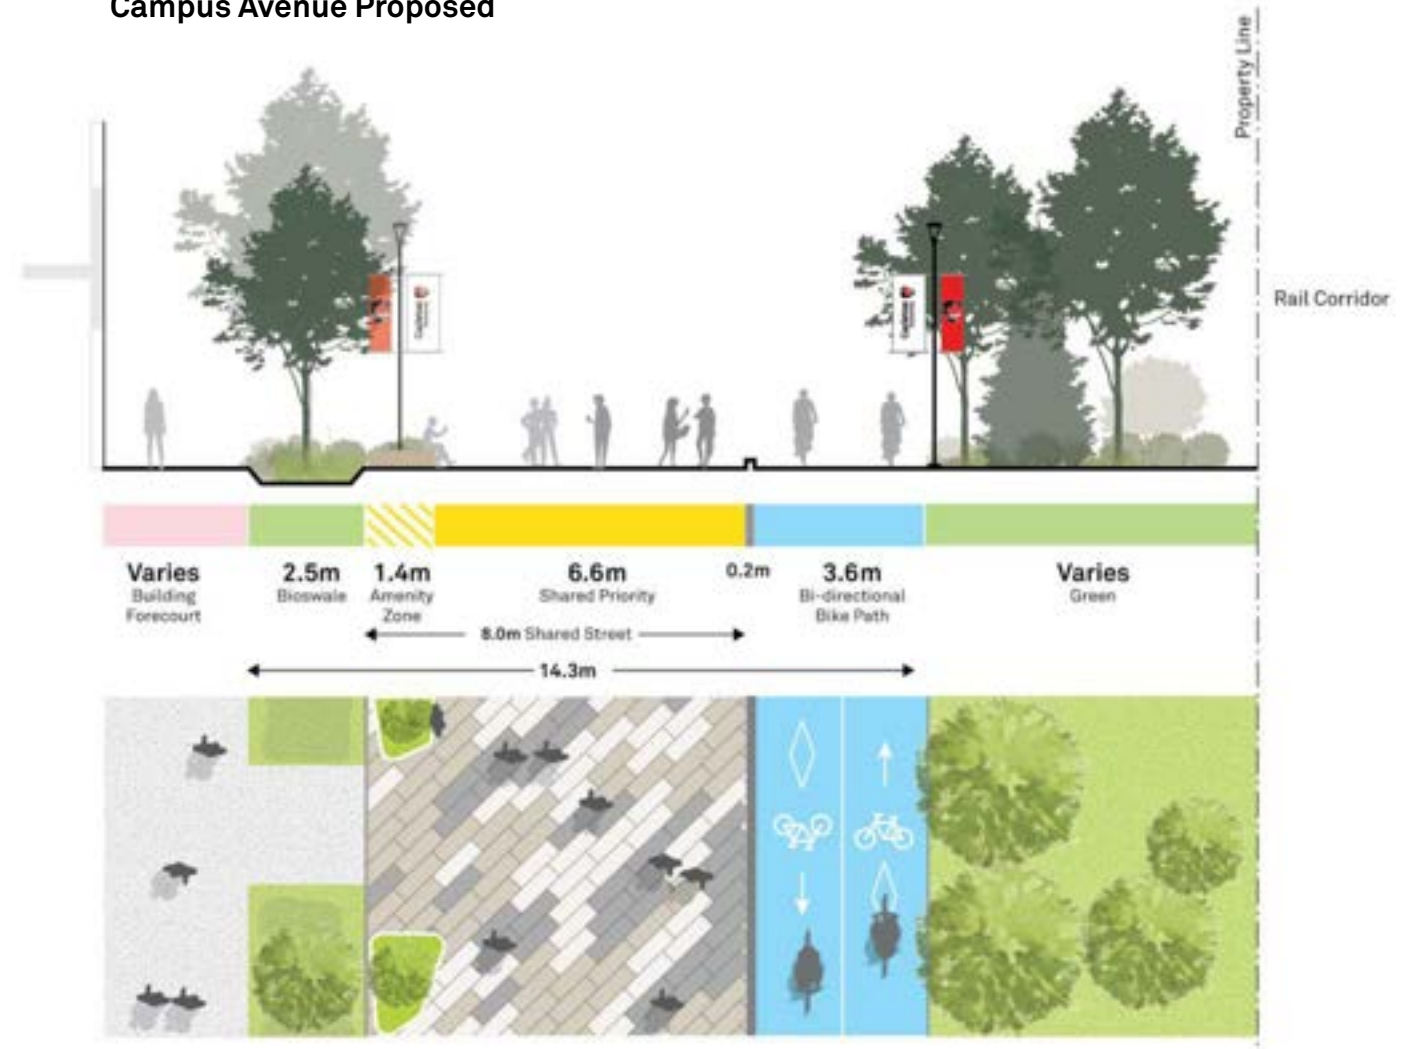 Campus Avenue Proposed
Property Line
Rail Corridor
Varies
Building
Forecourt
2.5m
Bioswale
1.4m
Amenity
Zone
6.6m
Shared Priority
0.2m
3.6m
Bi-directional
Bike Path
Varies
Green
8.0m Shared Street
14.3m